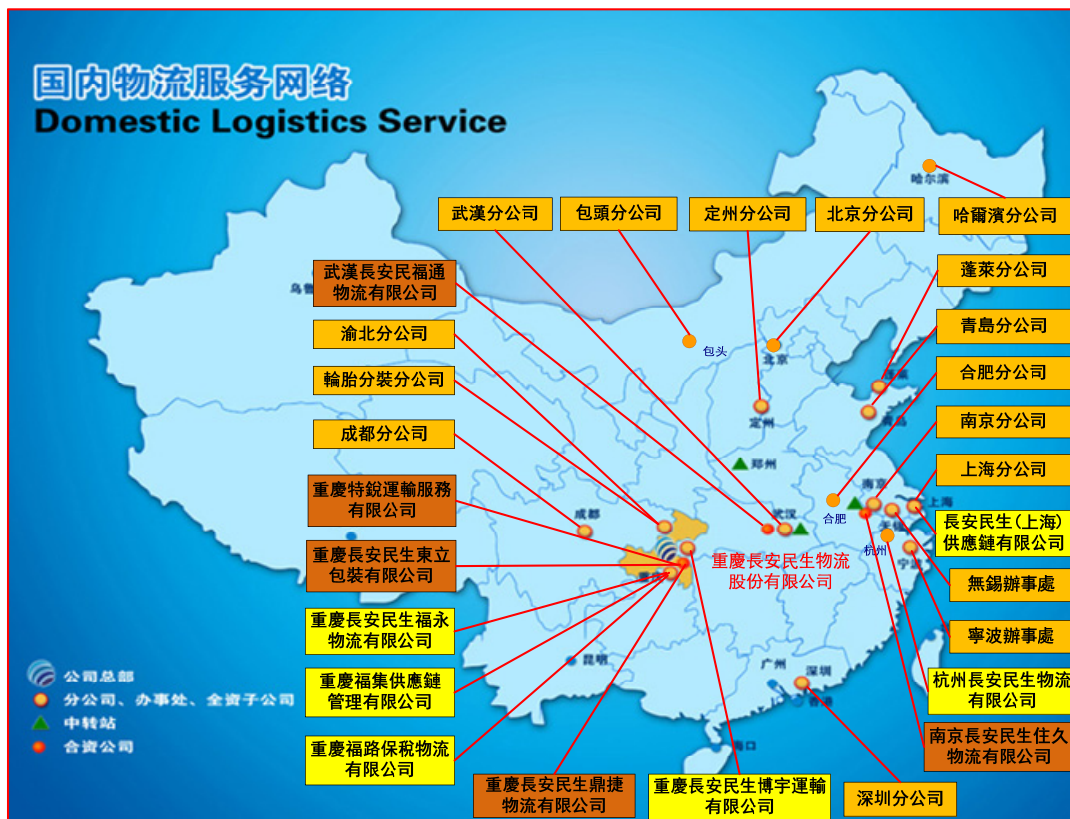 国内物流服务网络
Domestic Logistics Service
哈尔滨
武漢分公司
包頭分公司
定州分公司
北京分公司
哈爾濱分公司
武漢長安民福通
物流有限公司
蓬萊分公司
渝北分公司
青島分公司
包头
北京
輪胎分裝分公司
合肥分公司
蓬莱
定州
青岛
成都分公司
南京分公司
郑州
上海分公司
重慶特銳運輸服務
有限公司
南京
上海
成都
武汉
合肥
無錫辦事處
長安民生(上海)
供應鏈有限公司
杭州
宁波
重慶長安民生東立
包裝有限公司
重慶長安民生物流
股份有限公司
重慶長安民生福永
物流有限公司
寧波辦事處
昆明
广州
深圳
香港
海口
公司总部
分公司、办事处、全资子公司
中转站
合资公司
重慶福集供應鏈
管理有限公司
杭州長安民生物流
有限公司
重慶福路保稅物流
有限公司
南京長安民生住久
物流有限公司
重慶長安民生鼎捷
物流有限公司
重慶長安民生博宇運輸
有限公司
深圳分公司